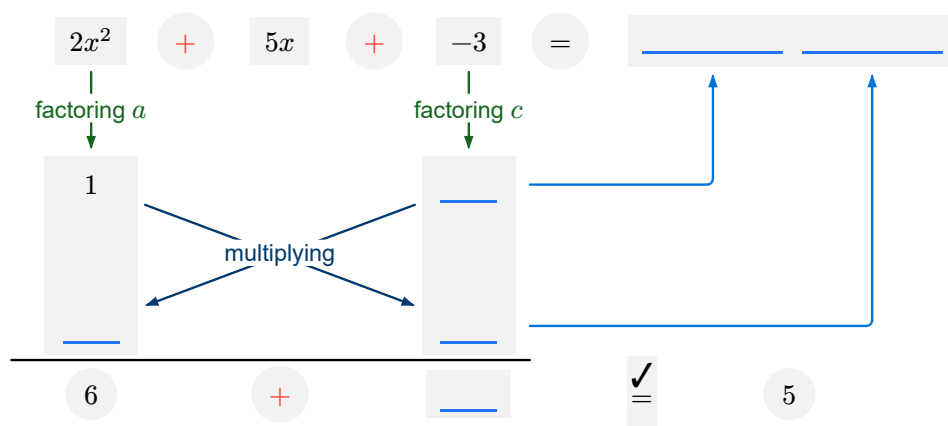 2x² + 5x + −3 =
factoring a factoring c
1
multiplying
6 + ✓= 5